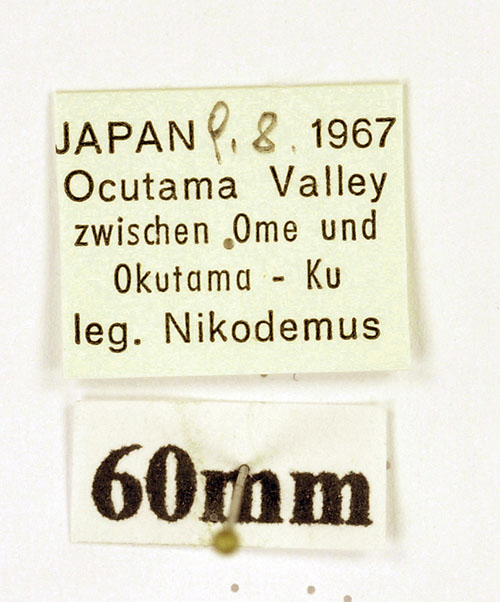 JAPAN 9.8. 1967
Ocutama Valley
zwischen Ome und
Okutama - Ku
leg. Nikodemus
60mm